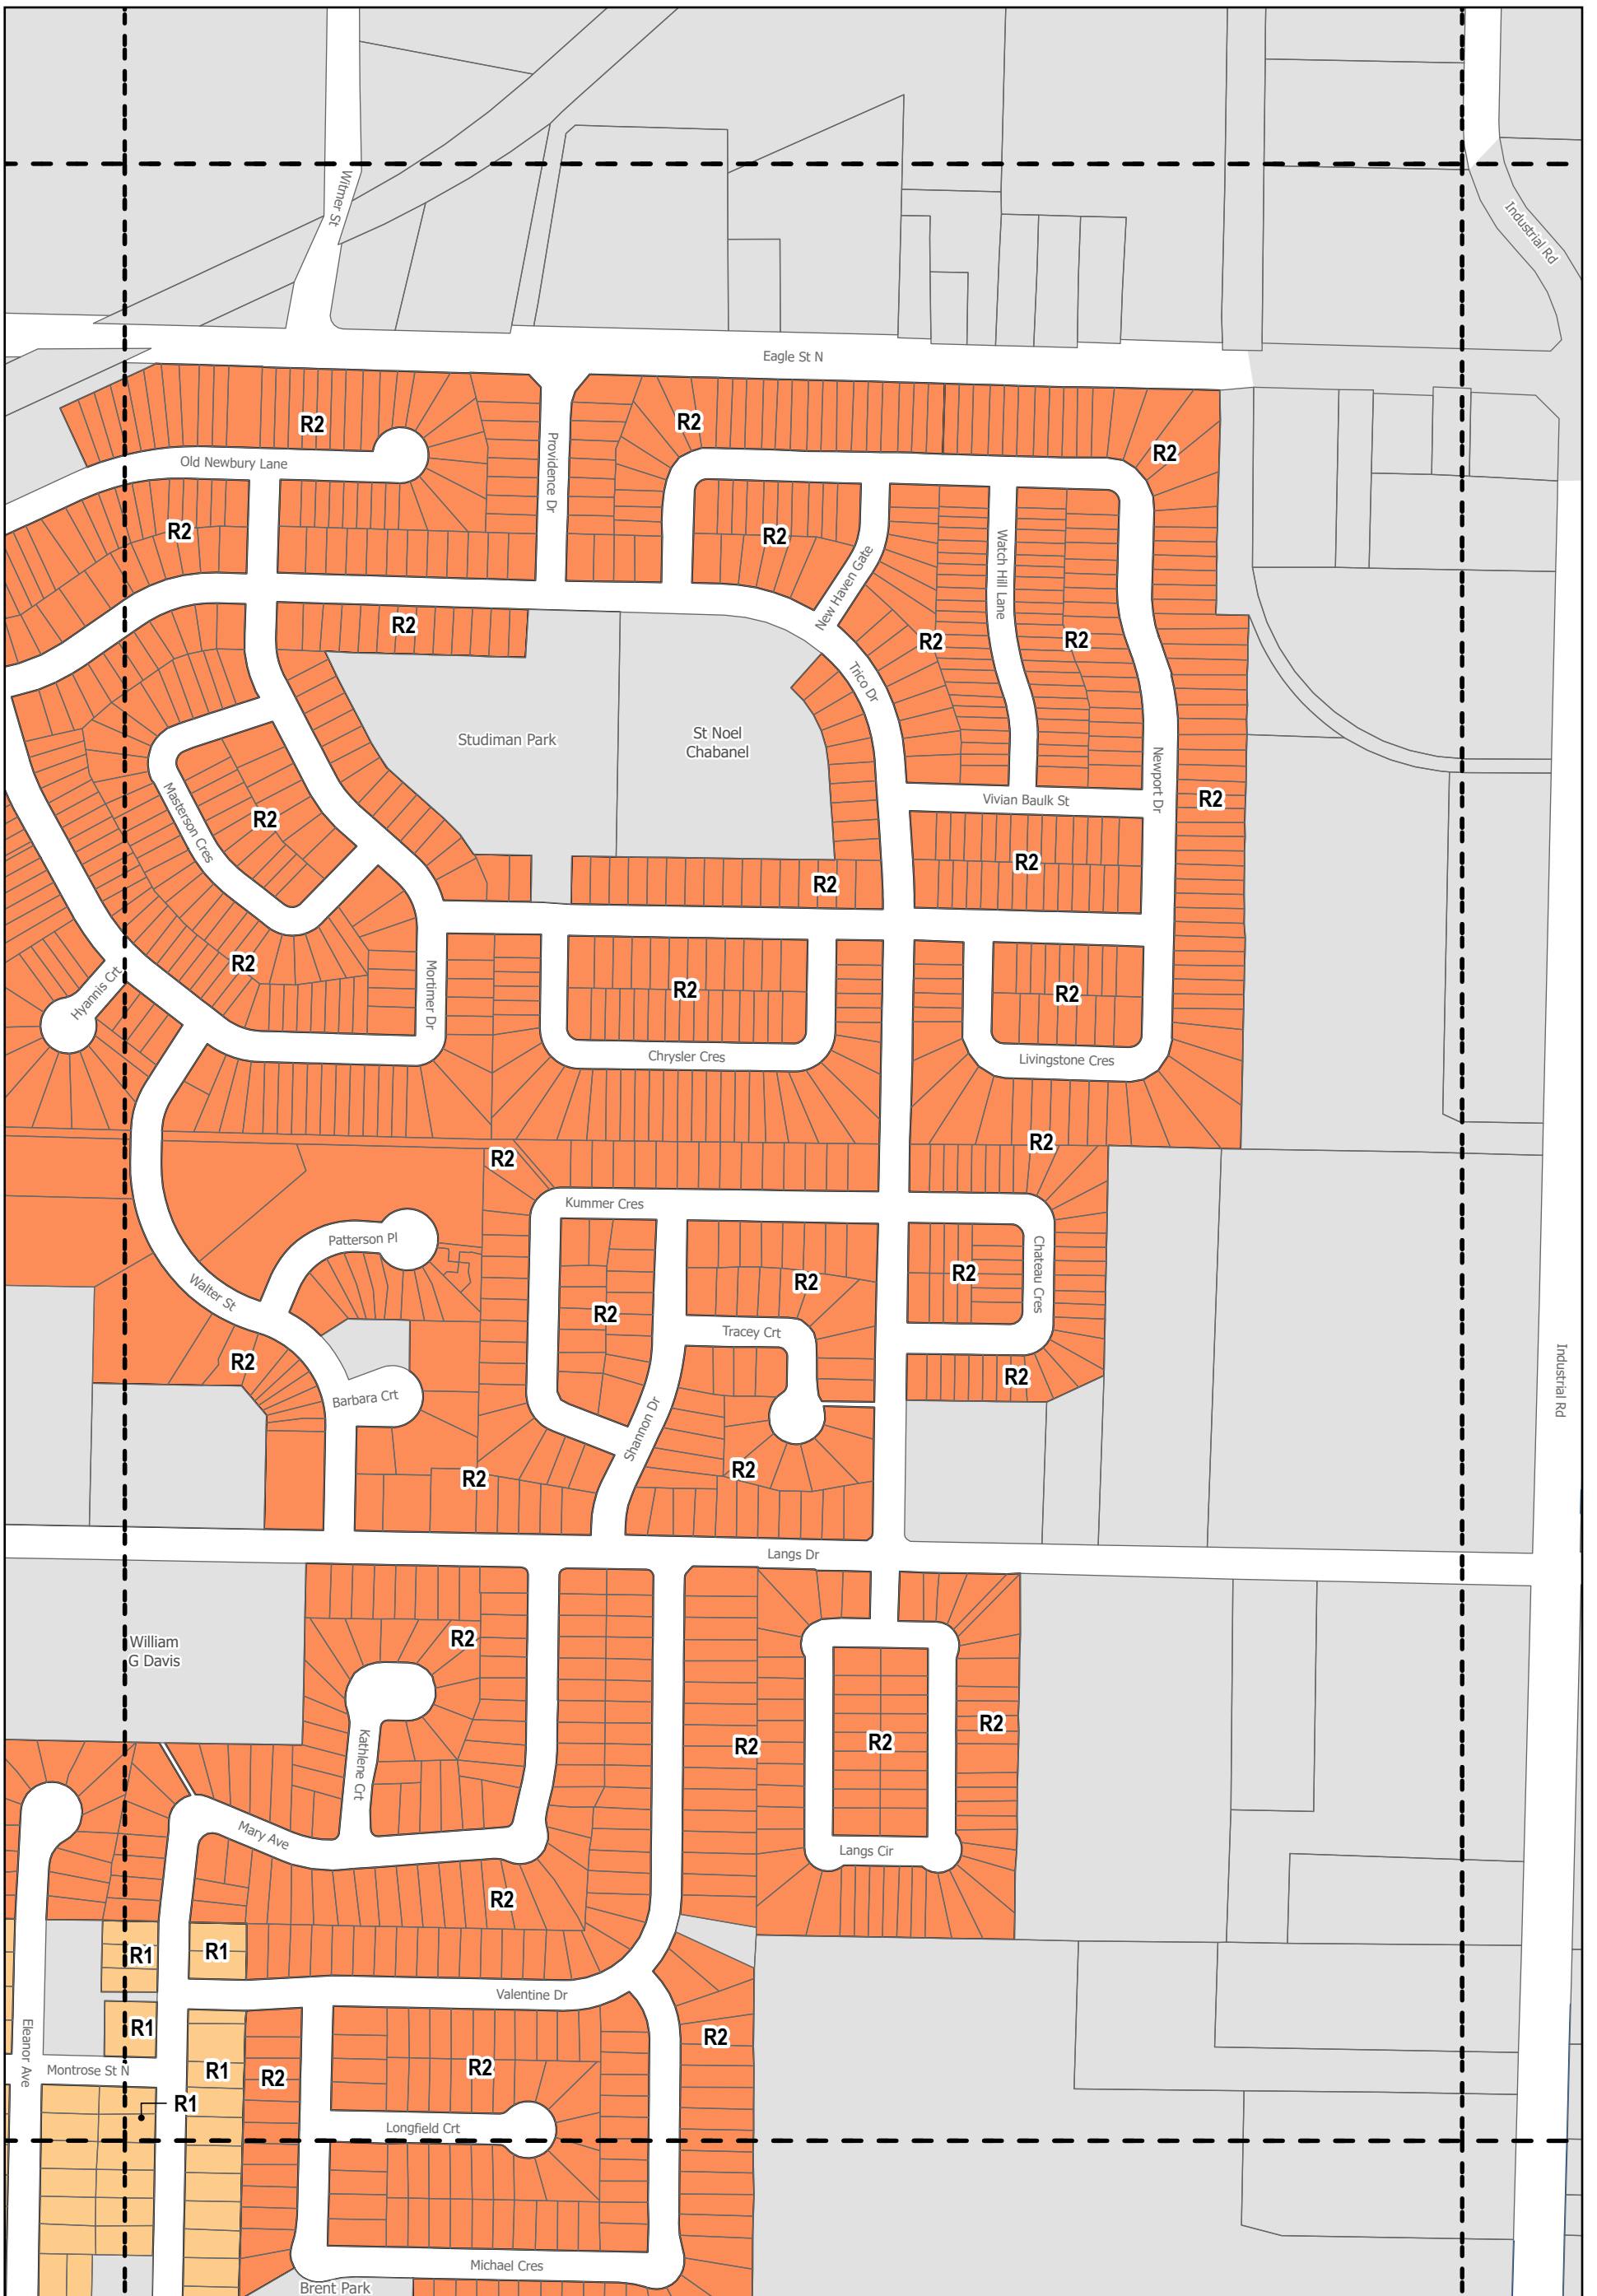 Witmer St
Industrial Rd
Eagle St N
R2
R2
R2
Old Newbury Lane
Providence Dr
R2
R2
New Haven Gate
Watch Hill Lane
R2
R2
R2
Trico Dr
Studiman Park
St Noel
Chabanel
Newport Dr
Vivian Baulk St
R2
Masterson Cres
R2
R2
R2
R2
Hyannis Crt
Mortimer Dr
R2
R2
Chrysler Cres
Livingstone Cres
R2
R2
Kummer Cres
Patterson Pl
Chateau Cres
R2
R2
Walter St
R2
Tracey Crt
R2
R2
Barbara Crt
Industrial Rd
Shannon Dr
R2
R2
Langs Dr
William
G Davis
R2
R2
R2
R2
Kathlene Crt
Mary Ave
Langs Cir
R2
R1
R1
Valentine Dr
R1
R2
Eleanor Ave
Montrose St N
R1
R2
R2
R1
Longfield Crt
Michael Cres
Brent Park